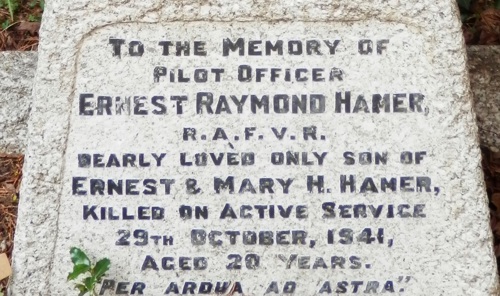 TO THE MEMORY OF
PILOT OFFICER
ERNEST RAYMOND HAMER,
R.A.F.V.R.
DEARLY LOVED ONLY SON OF
ERNEST & MARY H. HAMER,
KILLED ON ACTIVE SERVICE
29TH OCTOBER, 1941,
AGED 20 YEARS.
"PER ARDUA AD ASTRA."